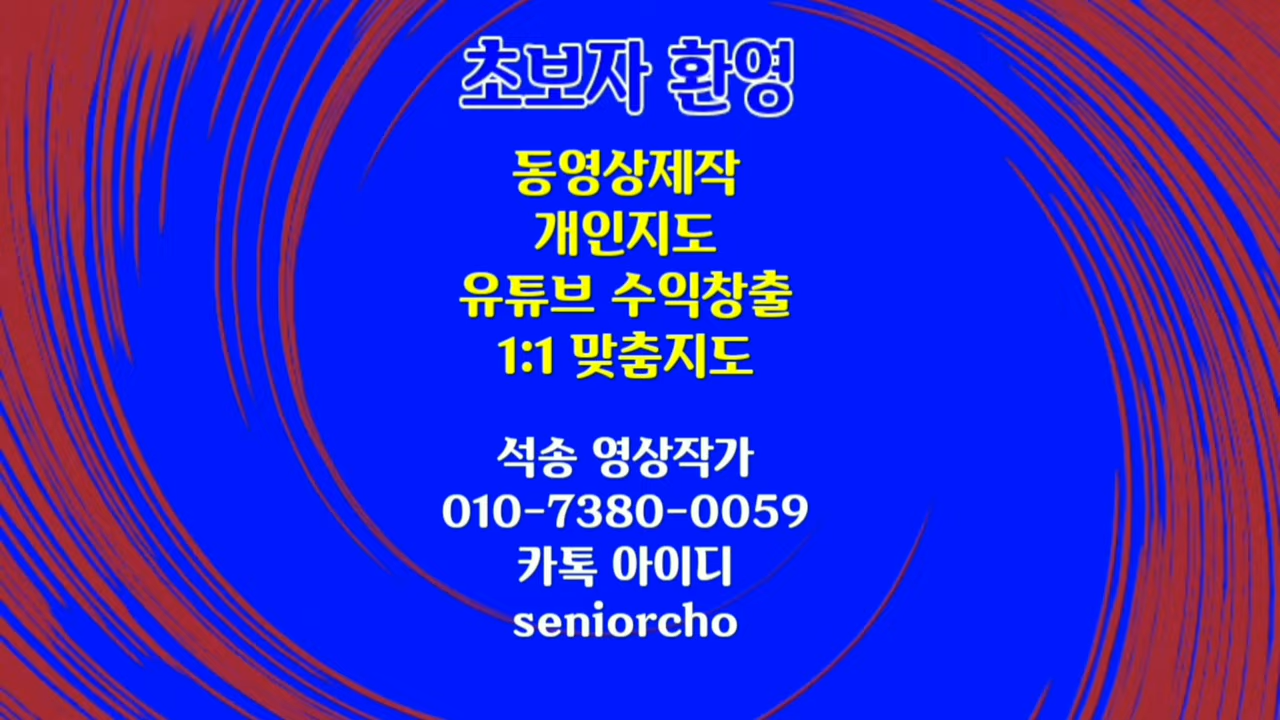 초보자 환영
동영상제작
개인지도
유튜브 수익창출
1:1 맞춤지도
석송 영상작가
010-7380-0059
카톡 아이디
seniorcho